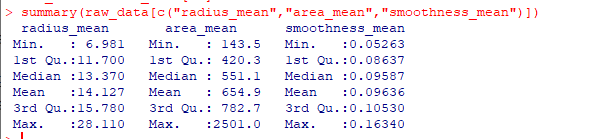 > summary(raw_data[c("radius_mean","area_mean","smoothness_mean")])
  radius_mean       area_mean      smoothness_mean
 Min.   : 6.981   Min.   : 143.5   Min.   :0.05263
 1st Qu.:11.700   1st Qu.: 420.3   1st Qu.:0.08637
 Median :13.370   Median : 551.1   Median :0.09587
 Mean   :14.127   Mean   : 654.9   Mean   :0.09636
 3rd Qu.:15.780   3rd Qu.: 782.7   3rd Qu.:0.10530
 Max.   :28.110   Max.   :2501.0   Max.   :0.16340
>